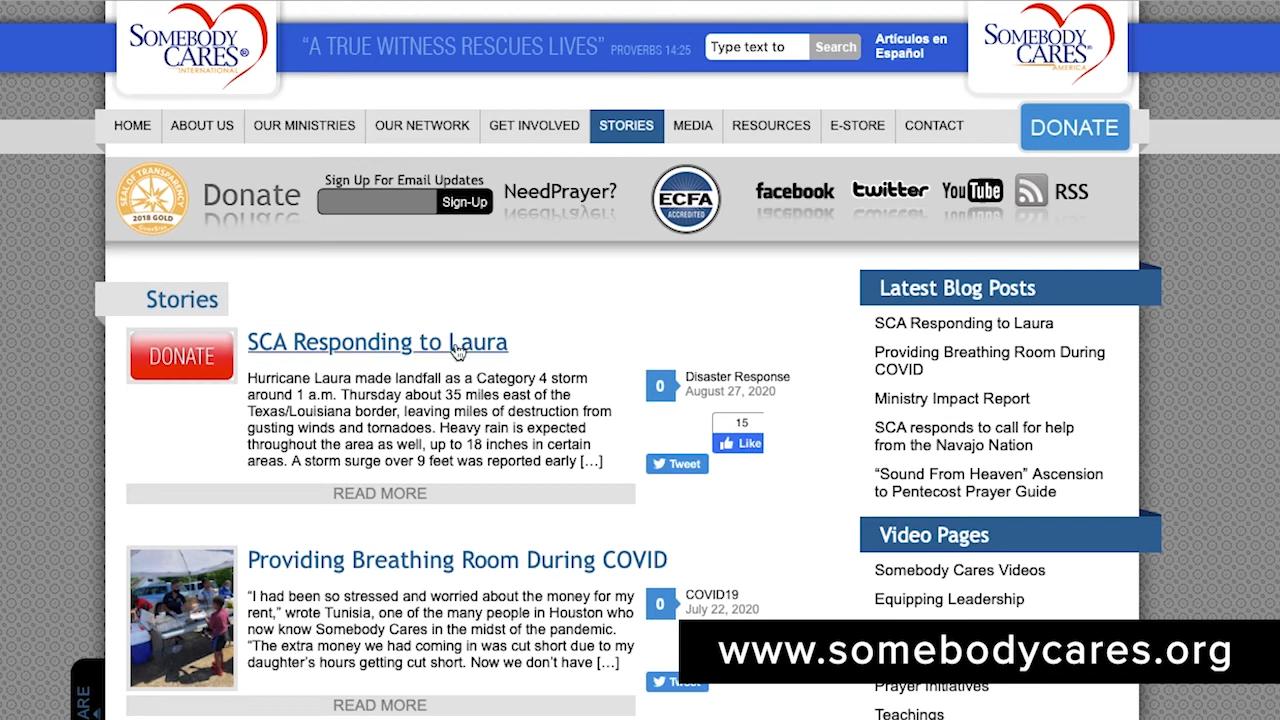 SOMEBODY CARES®
INTERNATIONAL
“A TRUE WITNESS RESCUES LIVES” PROVERBS 14:25
Type text to
Search
Artículos en
Español
SOMEBODY CARES
AMERICA
HOME
ABOUT US
OUR MINISTRIES
OUR NETWORK
GET INVOLVED
STORIES
MEDIA
RESOURCES
E-STORE
CONTACT
DONATE
SEAL OF TRANSPARENCY
2018 GOLD
GuideStar
Donate
Sign Up For Email Updates
Sign-Up
NeedPrayer?
ECFA
ACCREDITED
facebook
twitter
YouTube
RSS
Stories
DONATE
SCA Responding to Laura
Hurricane Laura made landfall as a Category 4 storm
around 1 a.m. Thursday about 35 miles east of the
Texas/Louisiana border, leaving miles of destruction from
gusting winds and tornadoes. Heavy rain is expected
throughout the area as well, up to 18 inches in certain
areas. A storm surge over 9 feet was reported early […]
READ MORE
0
Disaster Response
August 27, 2020
15
Like
Tweet
Providing Breathing Room During COVID
“I had been so stressed and worried about the money for my
rent,” wrote Tunisia, one of the many people in Houston who
now know Somebody Cares in the midst of the pandemic.
“The extra money we had coming in was cut short due to my
daughter’s hours getting cut short. Now we don’t have […]
READ MORE
0
COVID19
July 22, 2020
Tweet
Latest Blog Posts
SCA Responding to Laura
Providing Breathing Room During
COVID
Ministry Impact Report
SCA responds to call for help
from the Navajo Nation
“Sound From Heaven” Ascension
to Pentecost Prayer Guide
Video Pages
Somebody Cares Videos
Equipping Leadership
www.somebodycares.org
Prayer Initiatives
Teachings
ARE